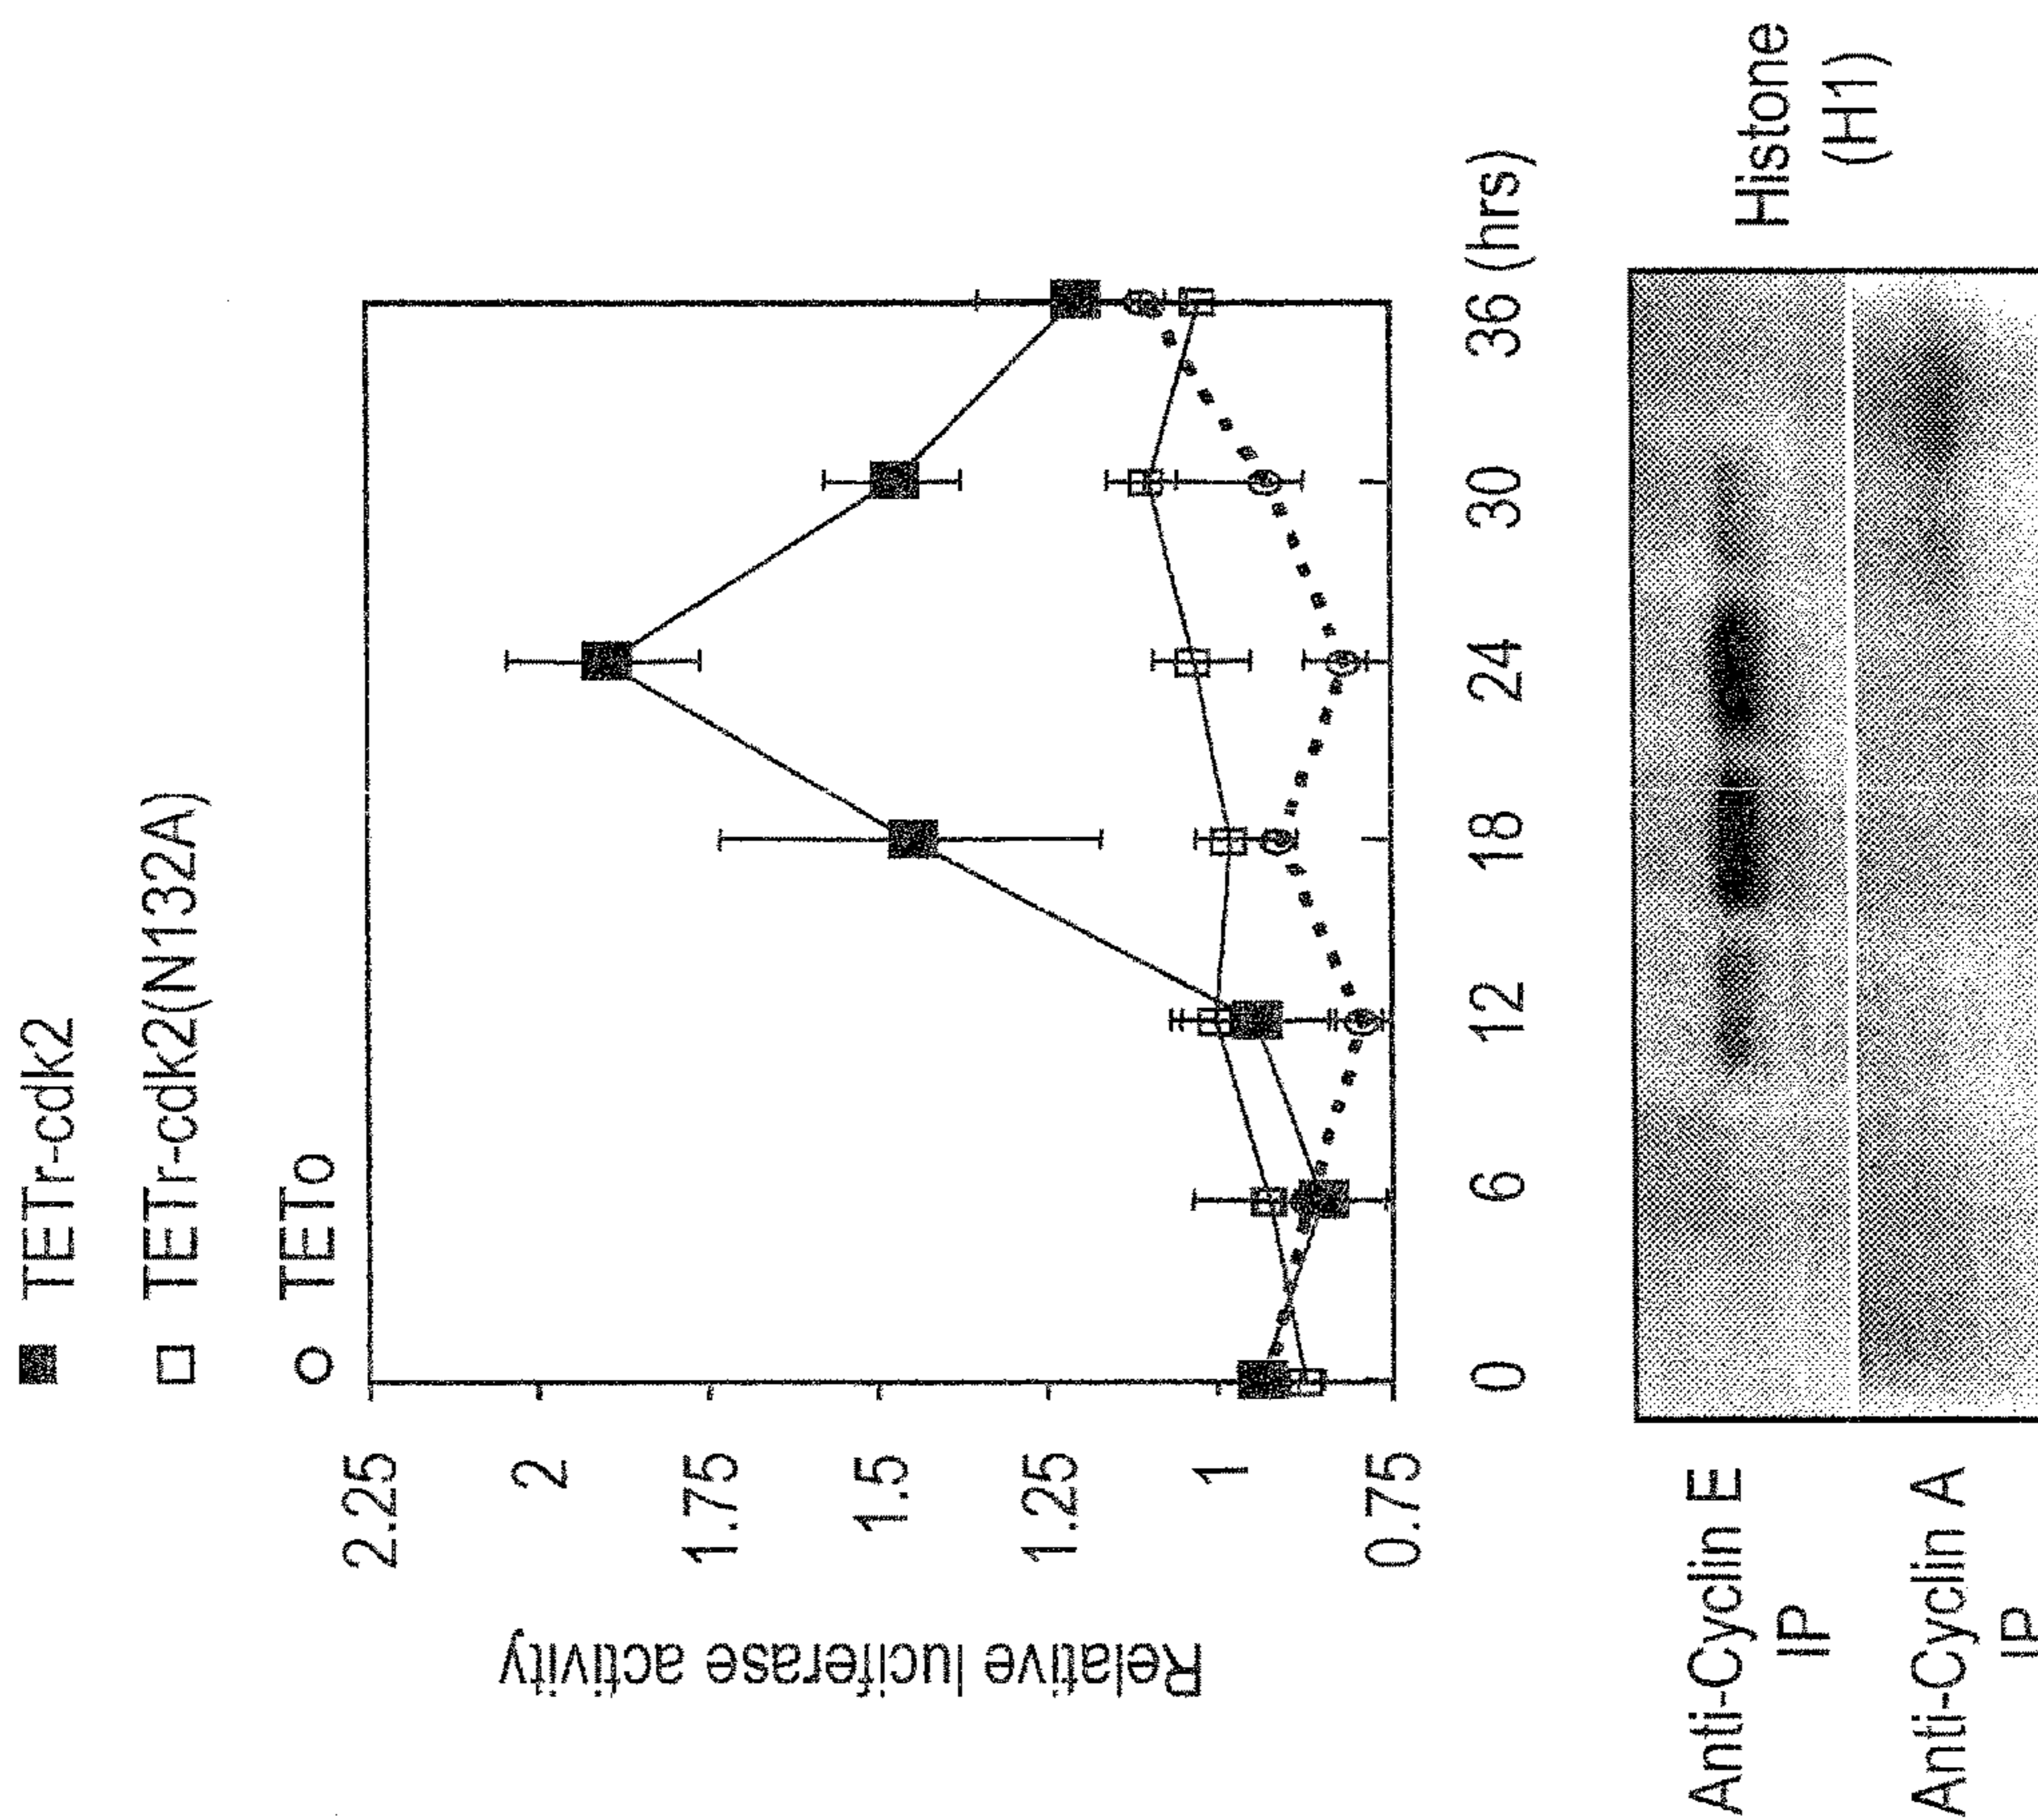 TETr-cdk2
TETr-cdk2(N132A)
TETo
Relative luciferase activity
2.25
2
1.75
1.5
1.25
1
0.75
0 6 12 18 24 30 36 (hrs)
Anti-Cyclin E
IP
Anti-Cyclin A
IP
Histone
(H1)